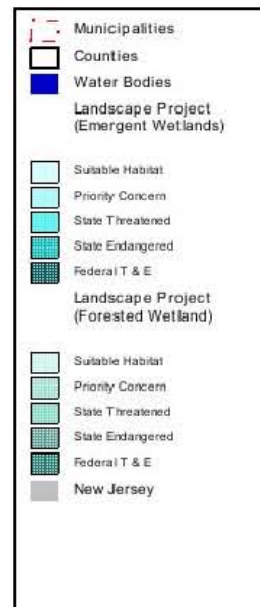 Municipalities
Counties
Water Bodies
Landscape Project
(Emergent Wetlands)
Suitable Habitat
Priority Concern
State Threatened
State Endangered
Federal T & E
Landscape Project
(Forested Wetland)
Suitable Habitat
Priority Concern
State Threatened
State Endangered
Federal T & E
New Jersey